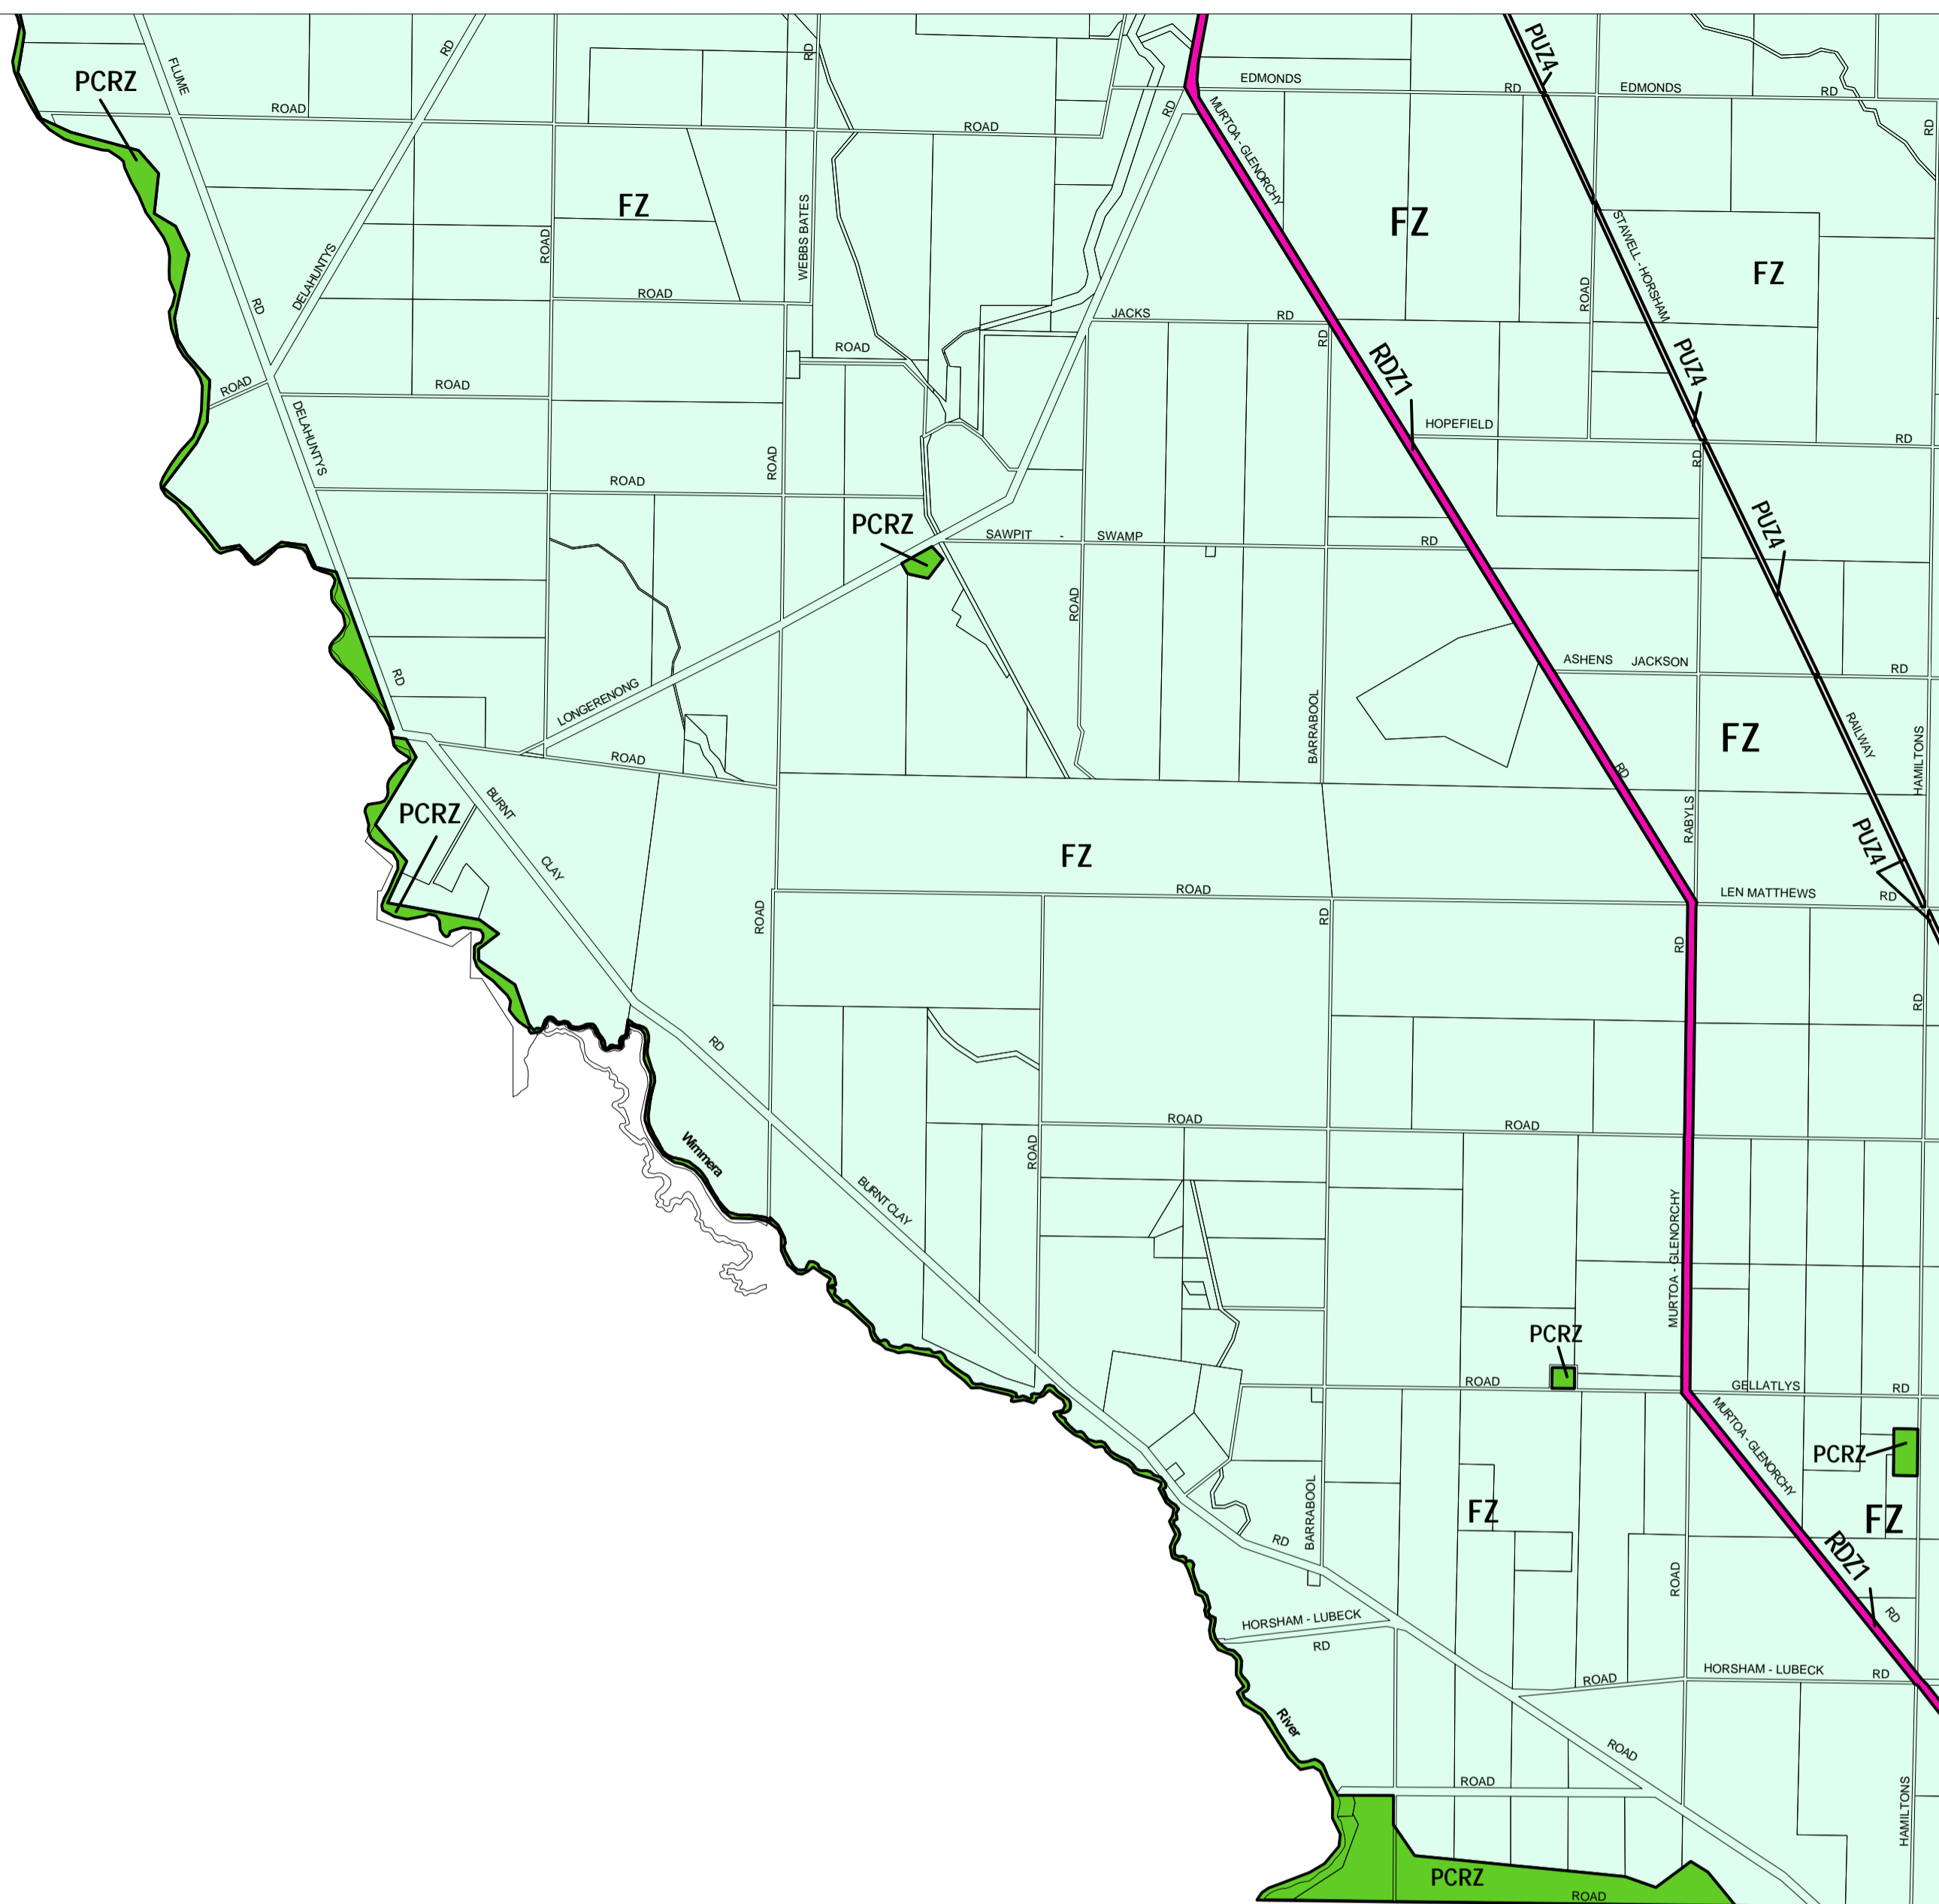 FLUME
RD
RD
PUZ4
PCRZ
EDMONDS
RD
EDMONDS
RD
ROAD
MURTOA - GLENORCHY
RD
ROAD
RD
FZ
WEBBS BATES
FZ
STAWELL - HORSHAM
ROAD
DELAHUNTYS
FZ
RD
ROAD
ROAD
JACKS
RD
RD
ROAD
RDZ1
PUZ4
ROAD
ROAD
DELAHUNTYS
HOPEFIELD
RD
RD
ROAD
ROAD
PCRZ
PUZ4
SAWPIT - SWAMP
RD
ROAD
ASHENS JACKSON
RD
RD
LONGERENONG
BARRABOOL
FZ
RAILWAY
HAMILTONS
ROAD
RD
BURNT
PCRZ
RABYLS
PUZ4
CLAY
FZ
ROAD
LEN MATTHEWS
RD
ROAD
RD
RD
RD
RD
ROAD
ROAD
Wimmera
ROAD
BURNT CLAY
MURTOA - GLENORCHY
PCRZ
ROAD
GELLATLYS
RD
MURTOA - GLENORCHY
PCRZ
BARRABOOL
FZ
FZ
RD
RDZ1
ROAD
HORSHAM - LUBECK
RD
RD
HORSHAM - LUBECK
RD
ROAD
River
ROAD
ROAD
HAMILTONS
PCRZ
ROAD